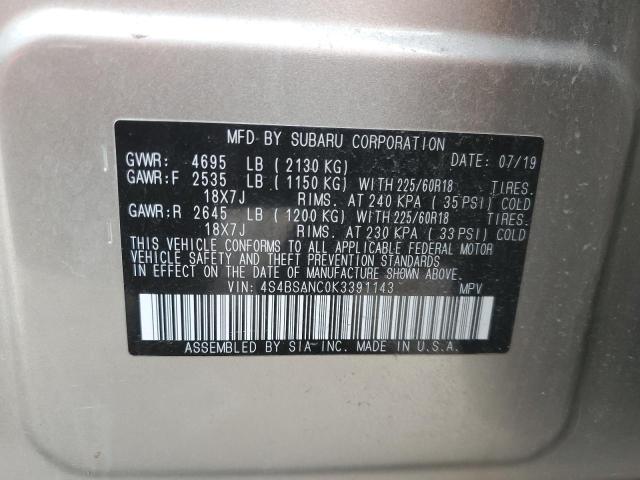 MFD BY SUBARU CORPORATION
GVWR: 4695 LB ( 2130 KG) DATE: 07/19
GAWR:F 2535 LB ( 1150 KG) WITH 225/60R18 TIRES.
18X7J RIMS. AT 240 KPA ( 35 PSI) COLD
GAWR:R 2645 LB ( 1200 KG) WITH 225/60R18 TIRES.
18X7J RIMS. AT 230 KPA ( 33 PSI) COLD
THIS VEHICLE CONFORMS TO ALL APPLICABLE FEDERAL MOTOR
VEHICLE SAFETY AND THEFT PREVENTION STANDARDS
IN EFFECT ON THE DATE OF MANUFACTURE SHOWN ABOVE.
VIN: 4S4BSANC0K3391143 MPV
ASSEMBLED BY SIA INC. MADE IN U.S.A.